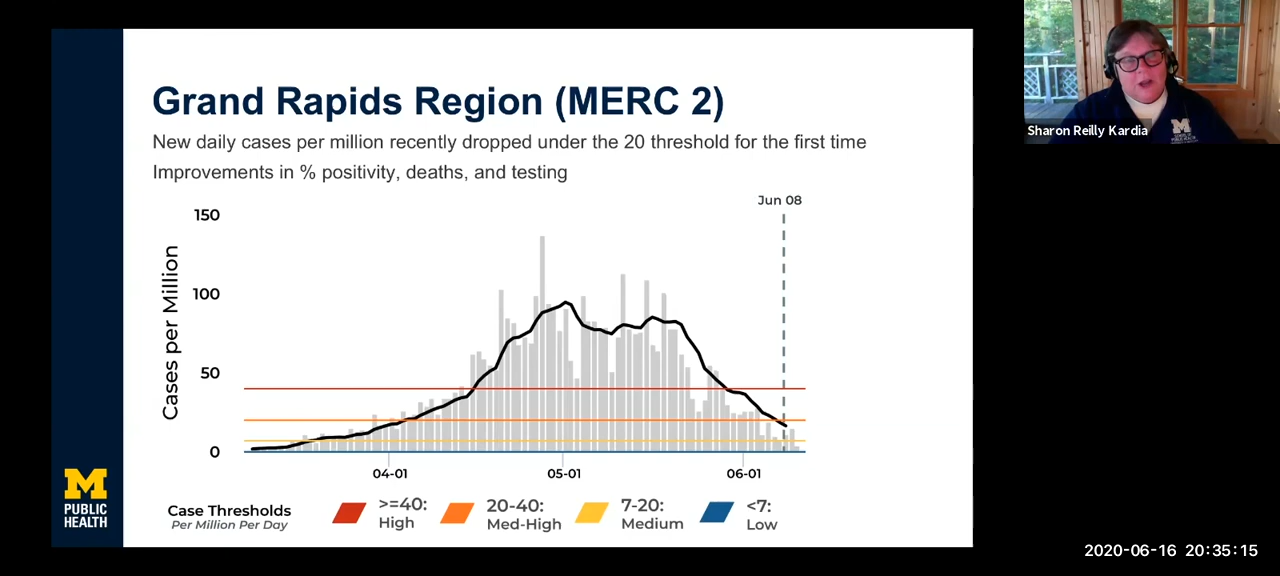 Grand Rapids Region (MERC 2)
New daily cases per million recently dropped under the 20 threshold for the first time
Improvements in % positivity, deaths, and testing
Jun 08
150
100
50
0
Cases per Million
04-01
05-01
06-01
Case Thresholds
Per Million Per Day
>=40:
High
20-40:
Med-High
7-20:
Medium
<7:
Low
M
PUBLIC
HEALTH
Sharon Reilly Kardia
M
2020-06-16 20:35:15